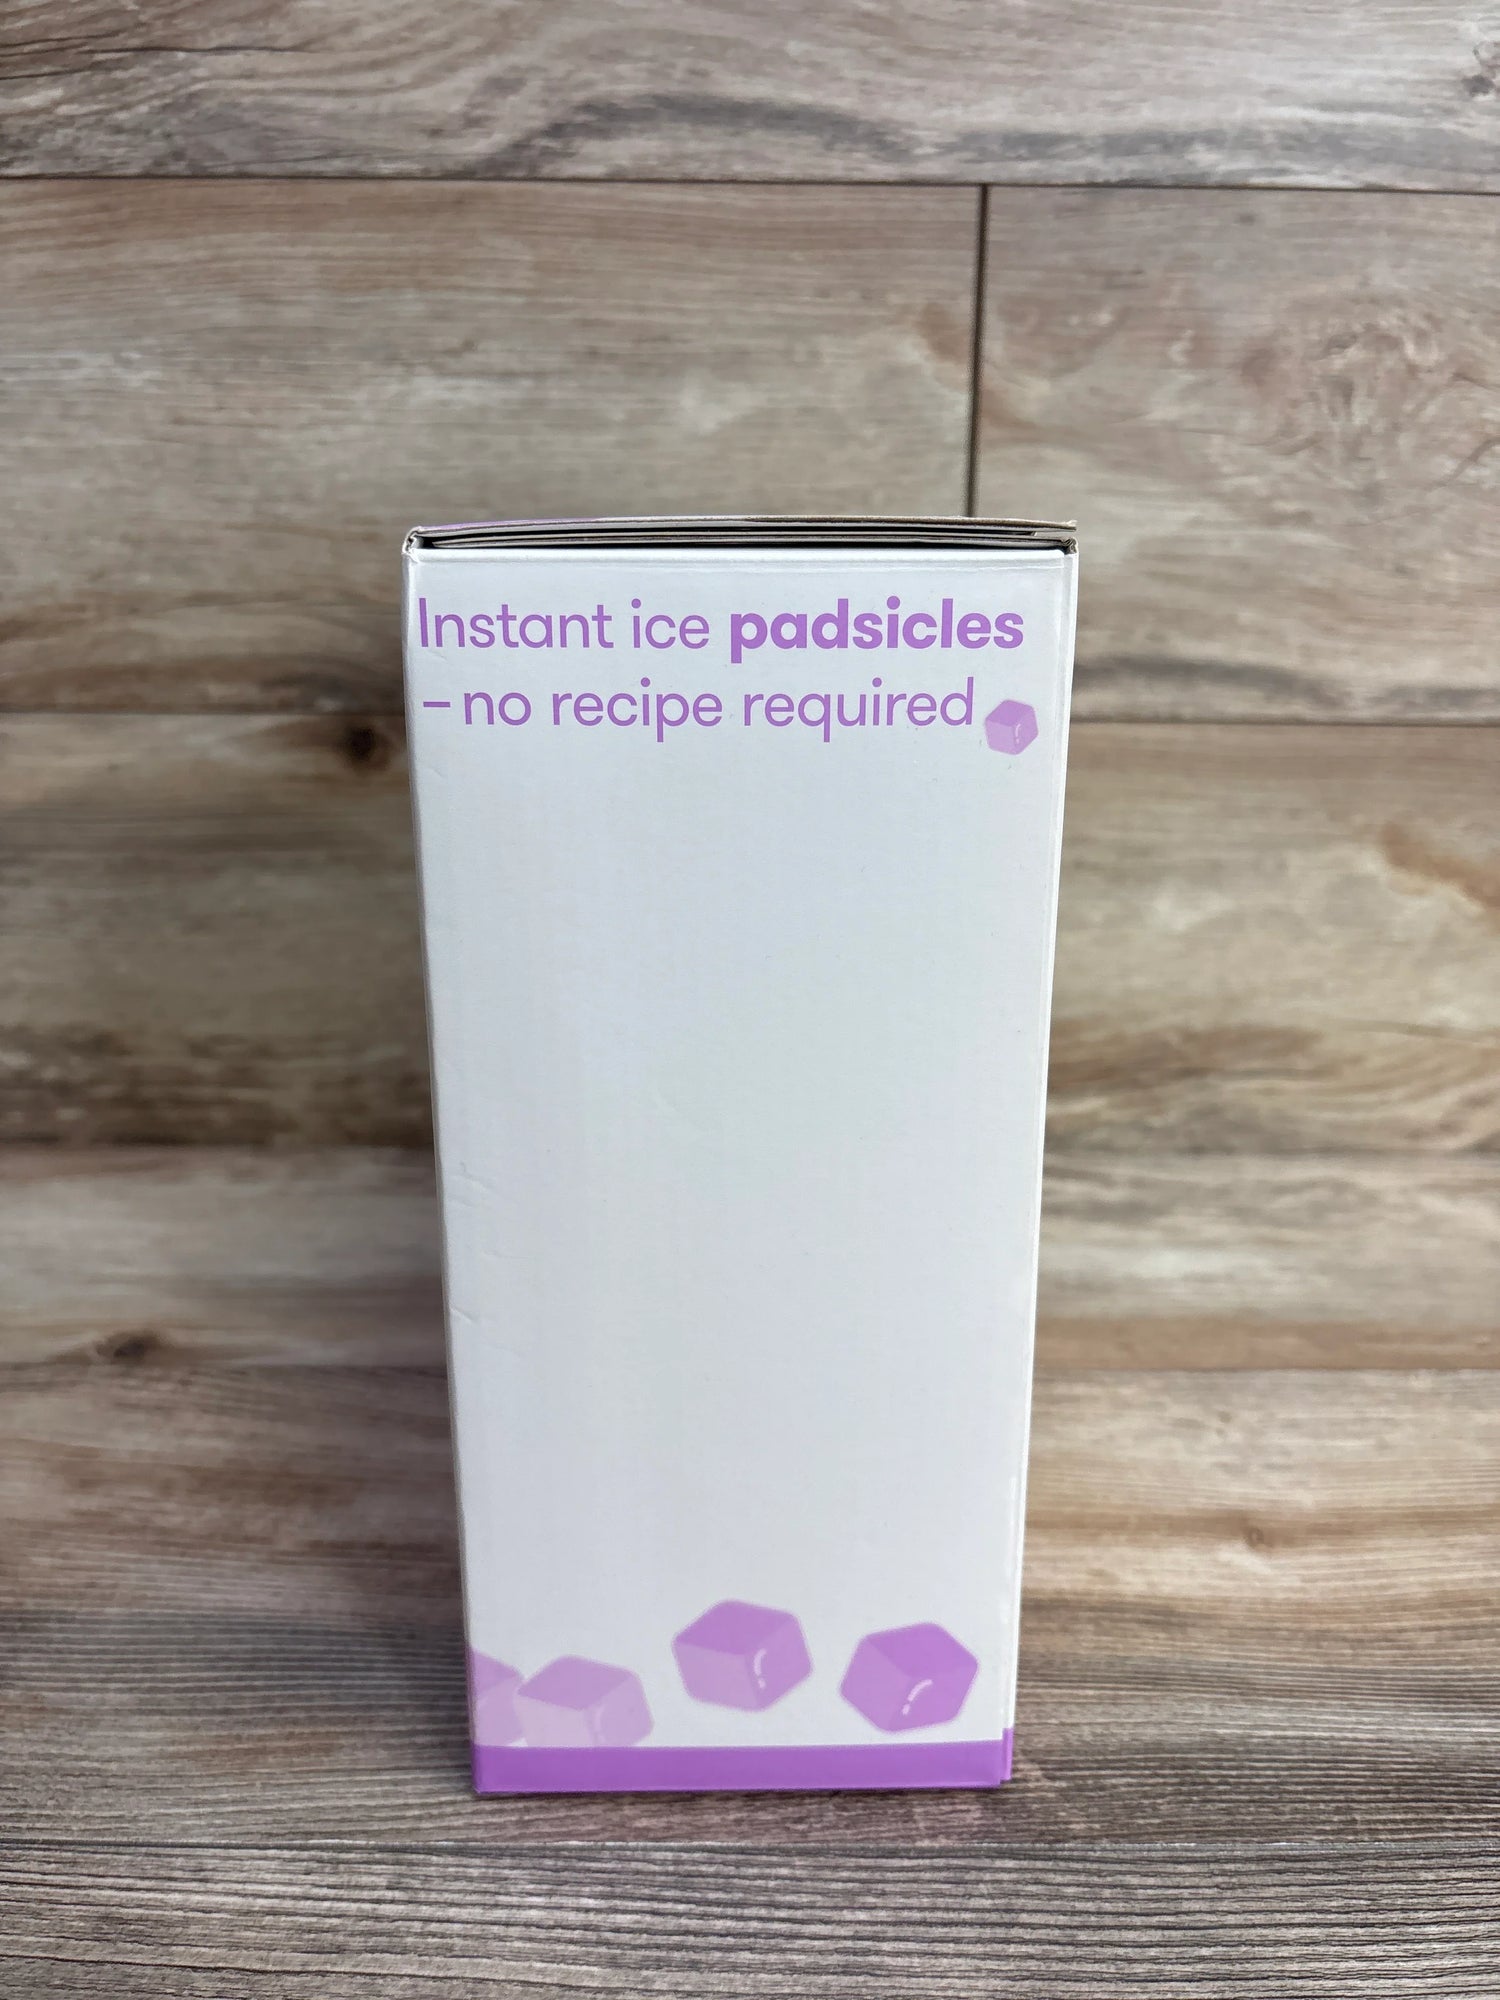 Instant ice padsicles
– no recipe required